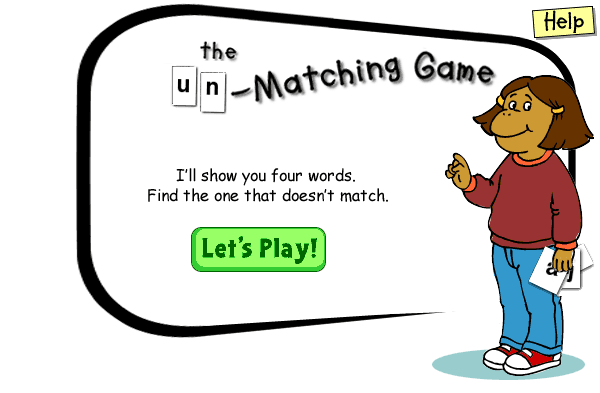 Help
the
un-Matching Game
I'll show you four words.
Find the one that doesn't match.
Let's Play!
a